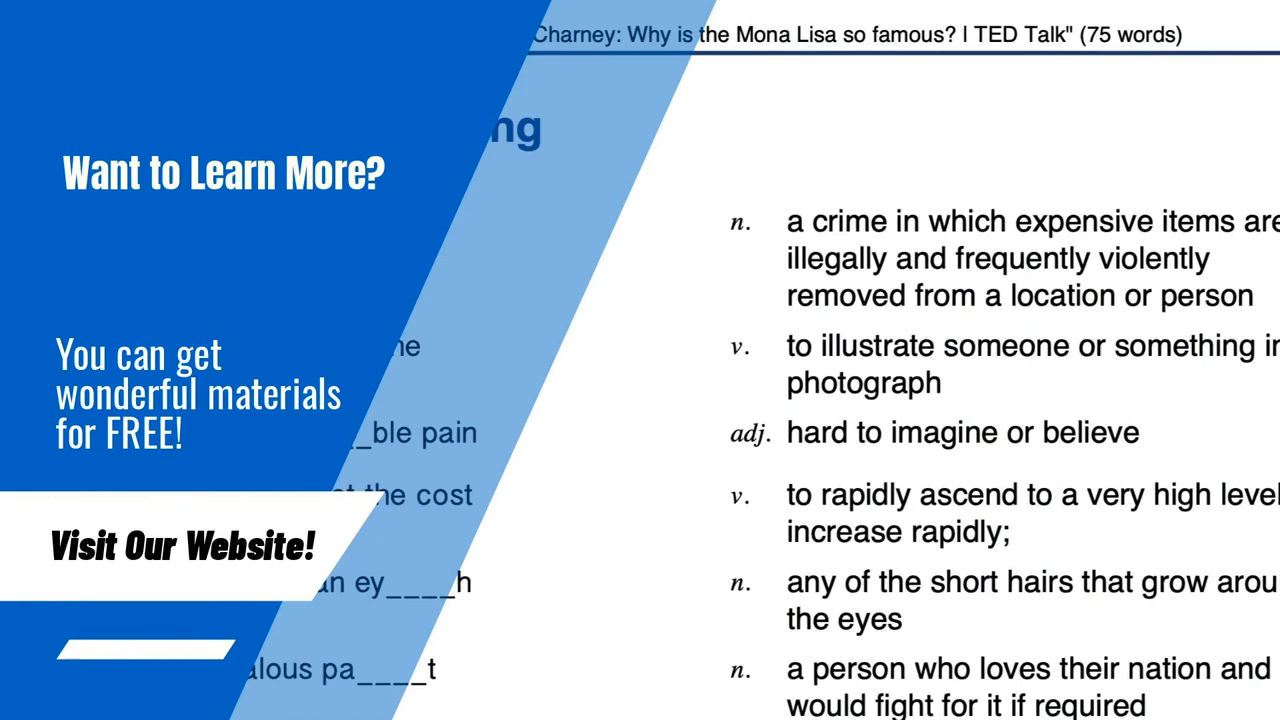 Charney: Why is the Mona Lisa so famous? | TED Talk" (75 words)
ng
Want to Learn More?
You can get
wonderful materials
for FREE!
Visit Our Website!
n. a crime in which expensive items are
illegally and frequently violently
removed from a location or person
v. to illustrate someone or something in
photograph
_ble pain
adj. hard to imagine or believe
the cost
v. to rapidly ascend to a very high level
increase rapidly;
an ey____h
n. any of the short hairs that grow arou
the eyes
alous pa____t
n. a person who loves their nation and
would fight for it if required